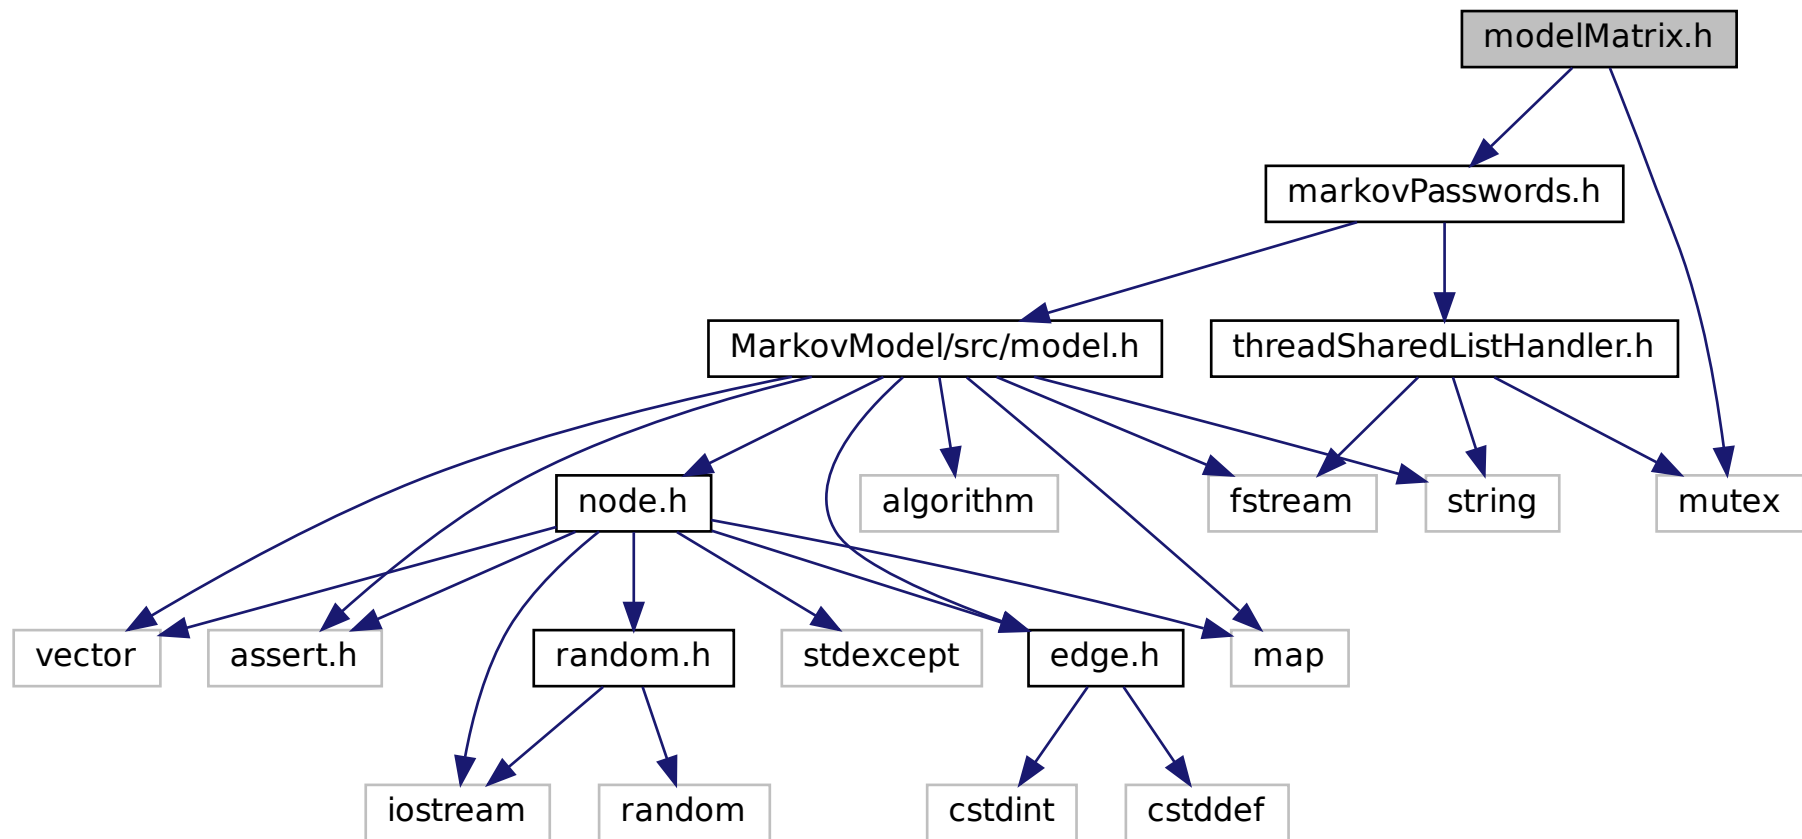 modelMatrix.h
markovPasswords.h
MarkovModel/src/model.h
threadSharedListHandler.h
node.h
algorithm
fstream
string
mutex
vector
assert.h
random.h
stdexcept
edge.h
map
iostream
random
cstdint
cstddef